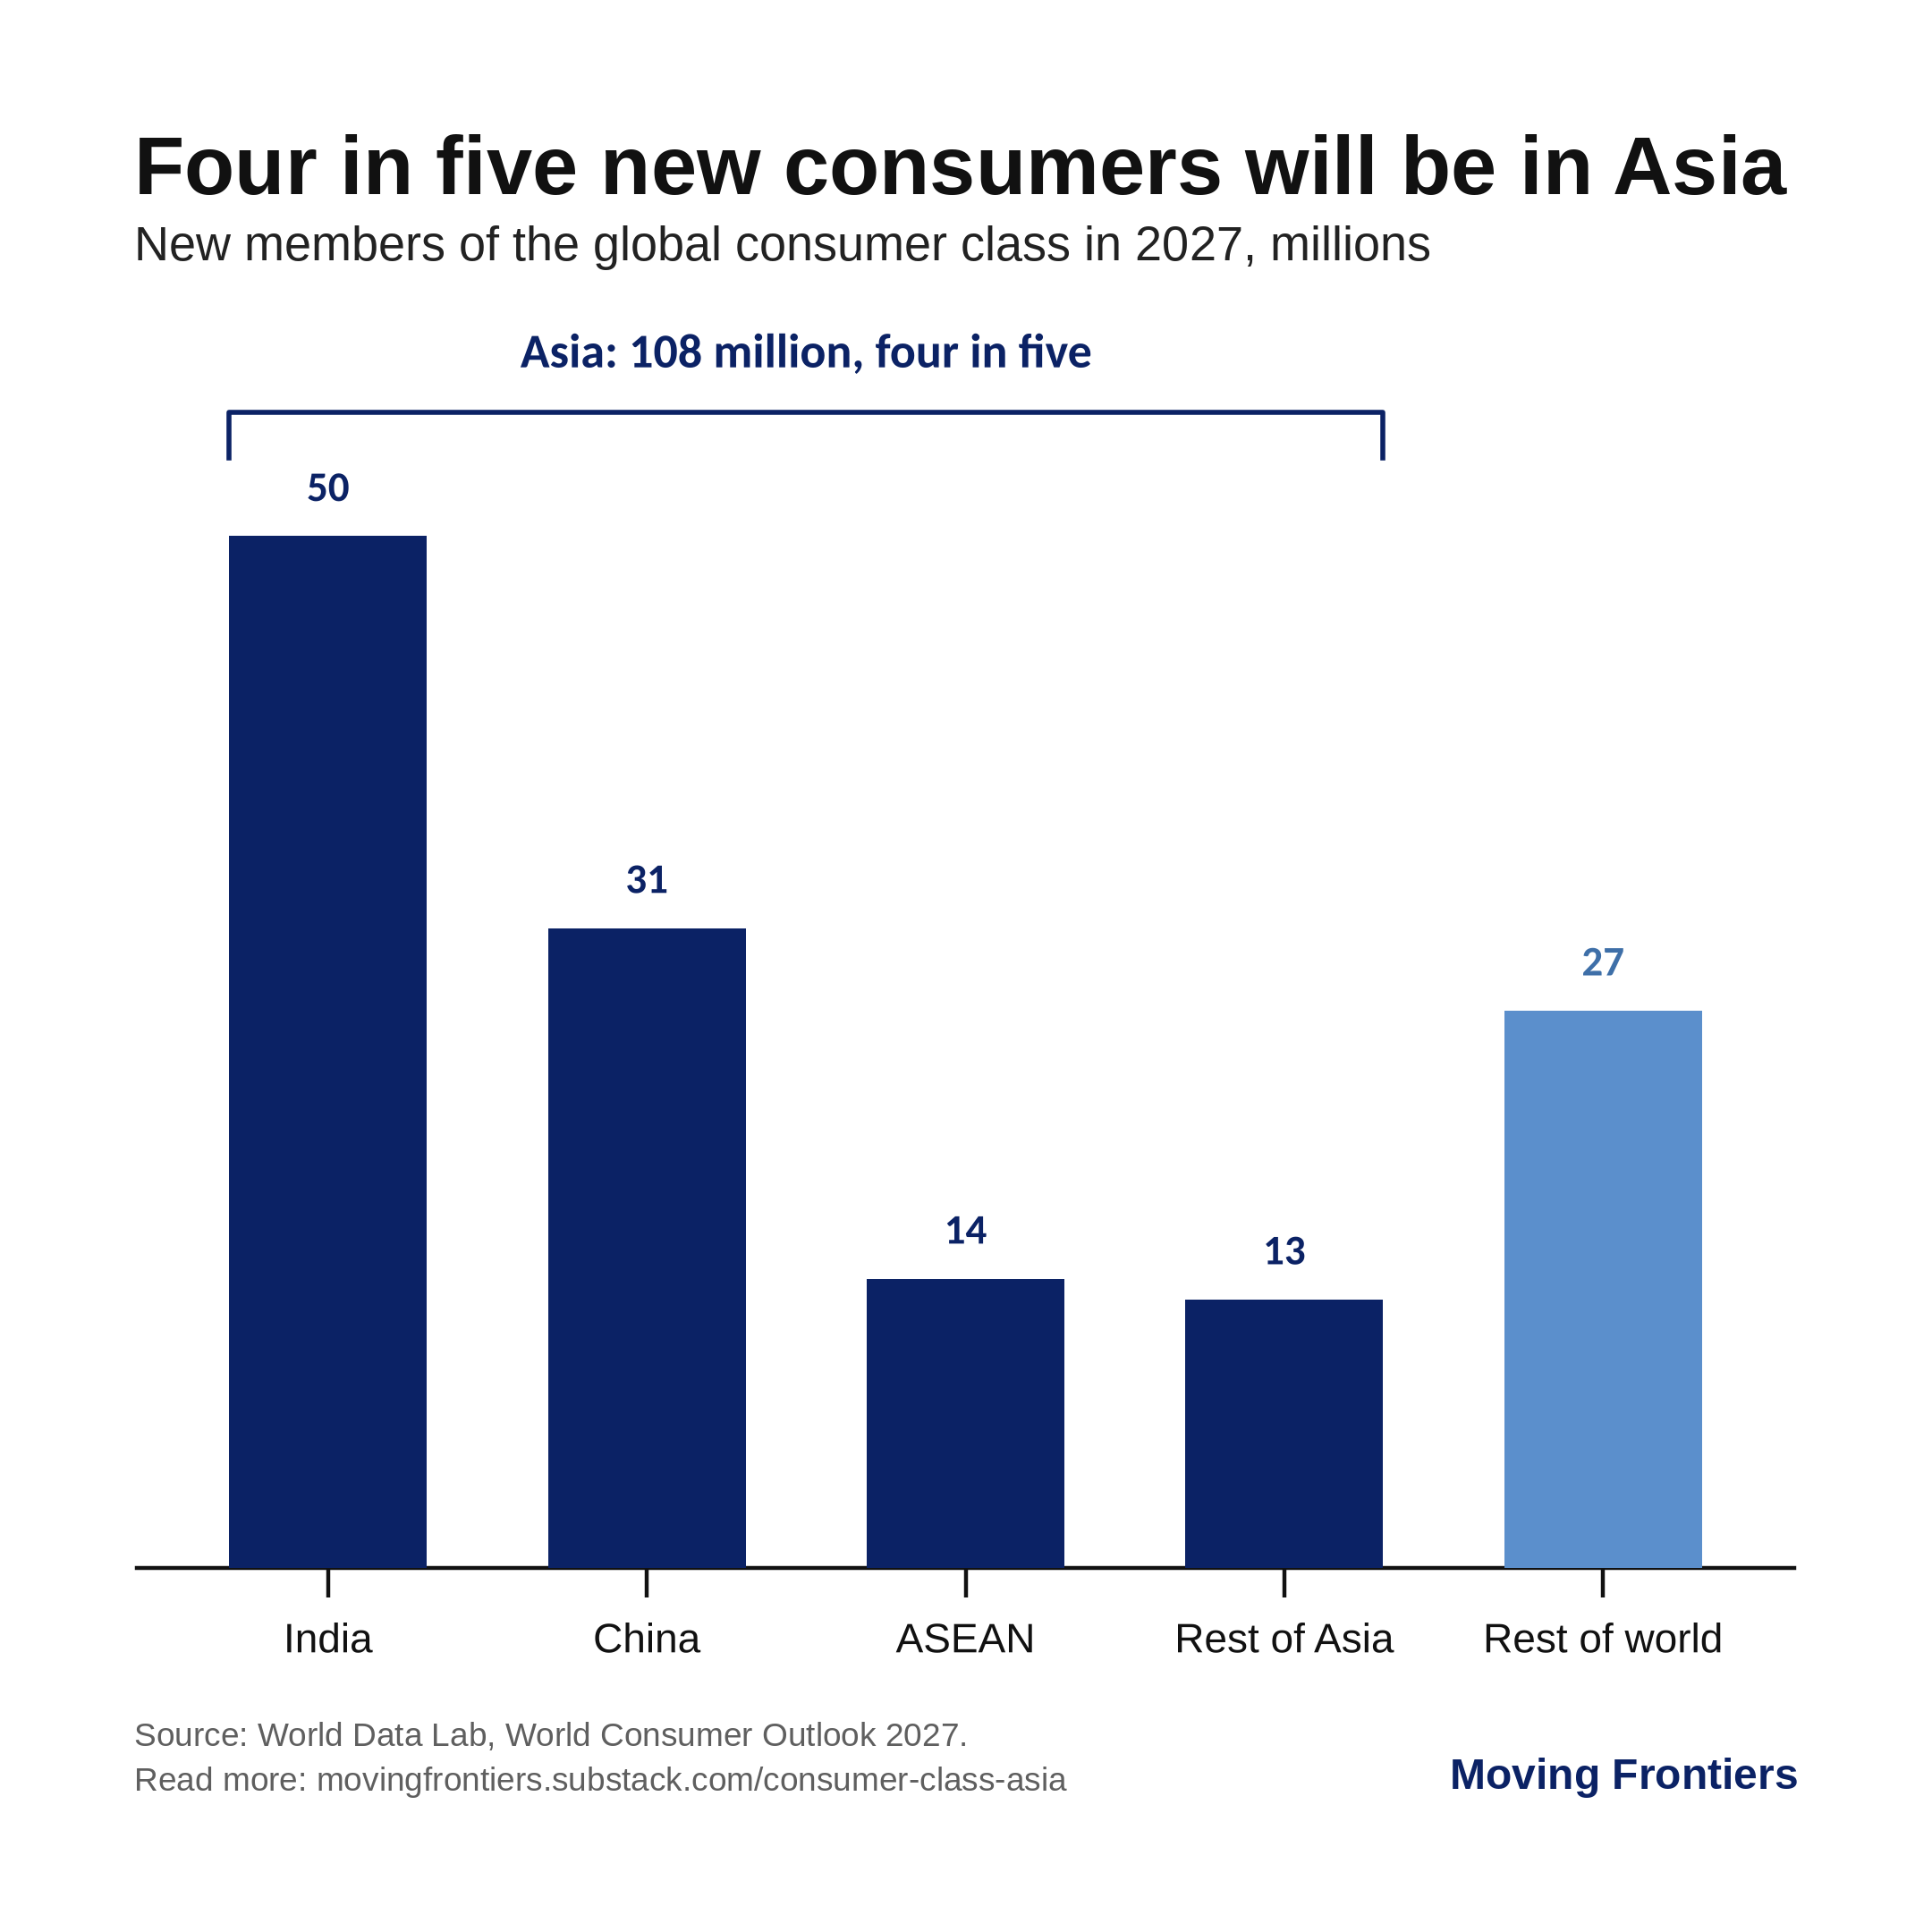 Four in five new consumers will be in Asia
New members of the global consumer class in 2027, millions
Asia: 108 million, four in five
50
31
27
14
13
India
China
ASEAN
Rest of Asia
Rest of world
Source: World Data Lab, World Consumer Outlook 2027.
Read more: movingfrontiers.substack.com/consumer-class-asia
Moving Frontiers